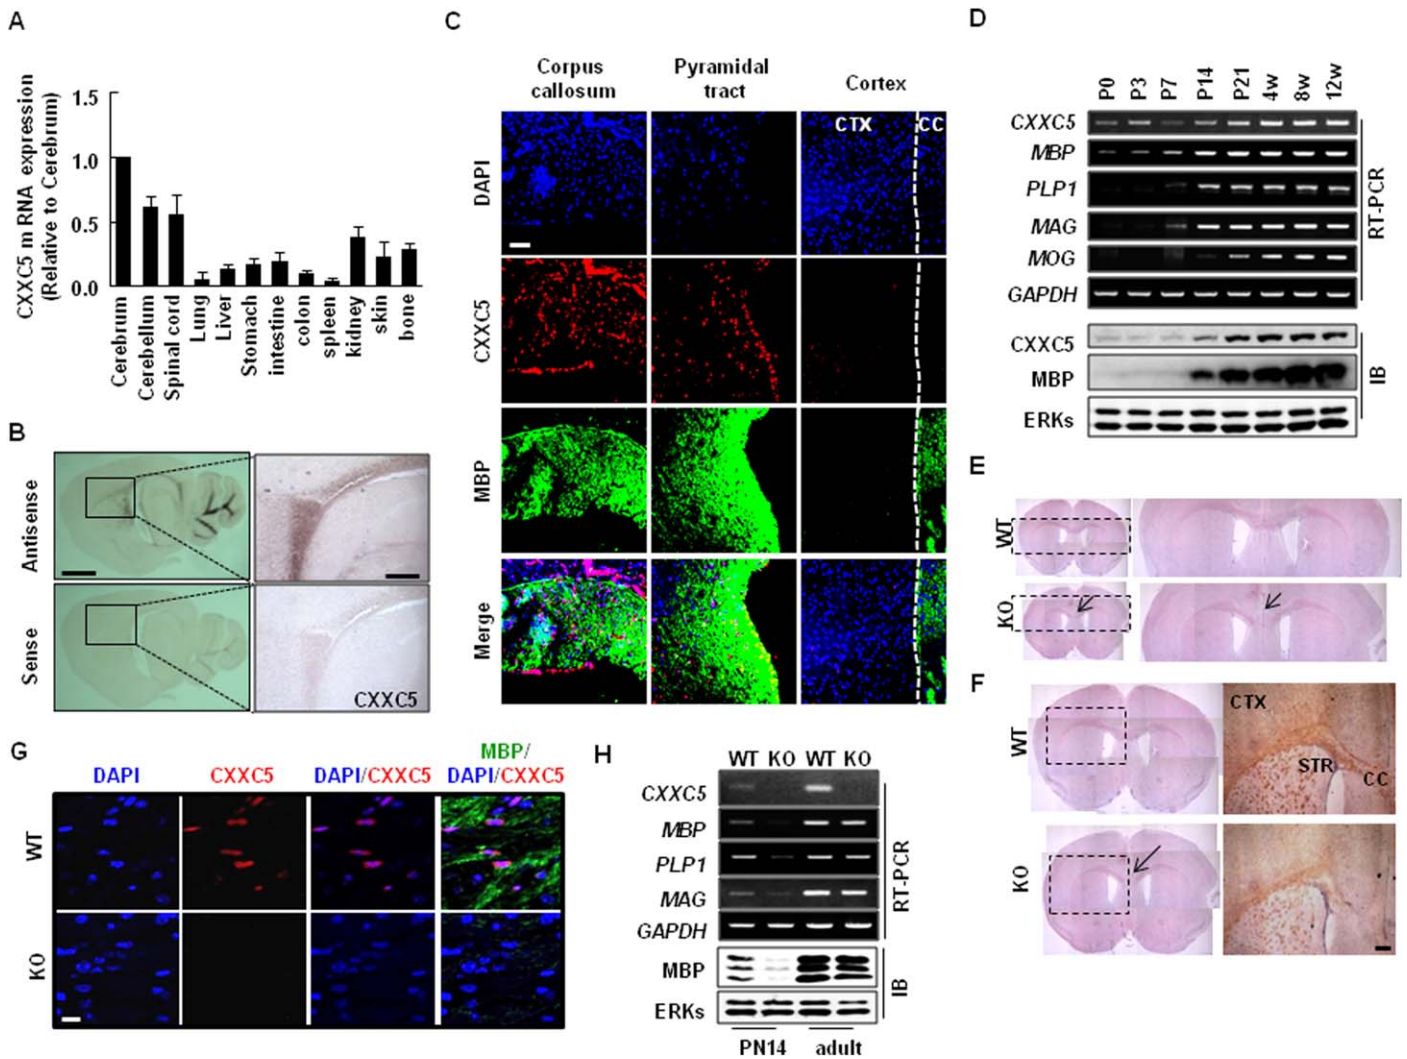 A
CXXC5 m RNA expression
(Relative to Cerebrum)
1.5
1.0
0.5
0.0
Cerebrum
Cerebellum
Spinal cord
Lung
Liver
Stomach
intestine
colon
spleen
kidney
skin
bone
B
Antisense
Sense
CXXC5
C
Corpus
callosum
Pyramidal
tract
Cortex
CTX
CC
DAPI
CXXC5
MBP
Merge
D
P0
P3
P7
P14
P21
4w
8w
12w
CXXC5
MBP
PLP1
MAG
MOG
GAPDH
RT-PCR
CXXC5
MBP
ERKs
IB
E
WT
KO
F
WT
KO
CTX
STR
CC
G
DAPI
CXXC5
DAPI/CXXC5
MBP/
DAPI/CXXC5
WT
KO
H
WT KO WT KO
CXXC5
MBP
PLP1
MAG
GAPDH
RT-PCR
MBP
ERKs
IB
PN14
adult